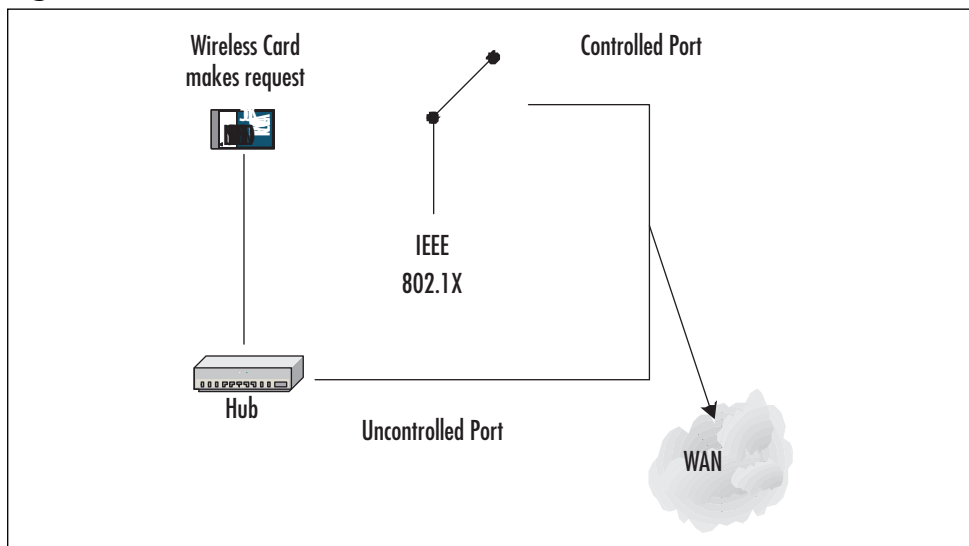 Wireless Card
makes request
Controlled Port
IEEE
802.1X
Hub
Uncontrolled Port
WAN